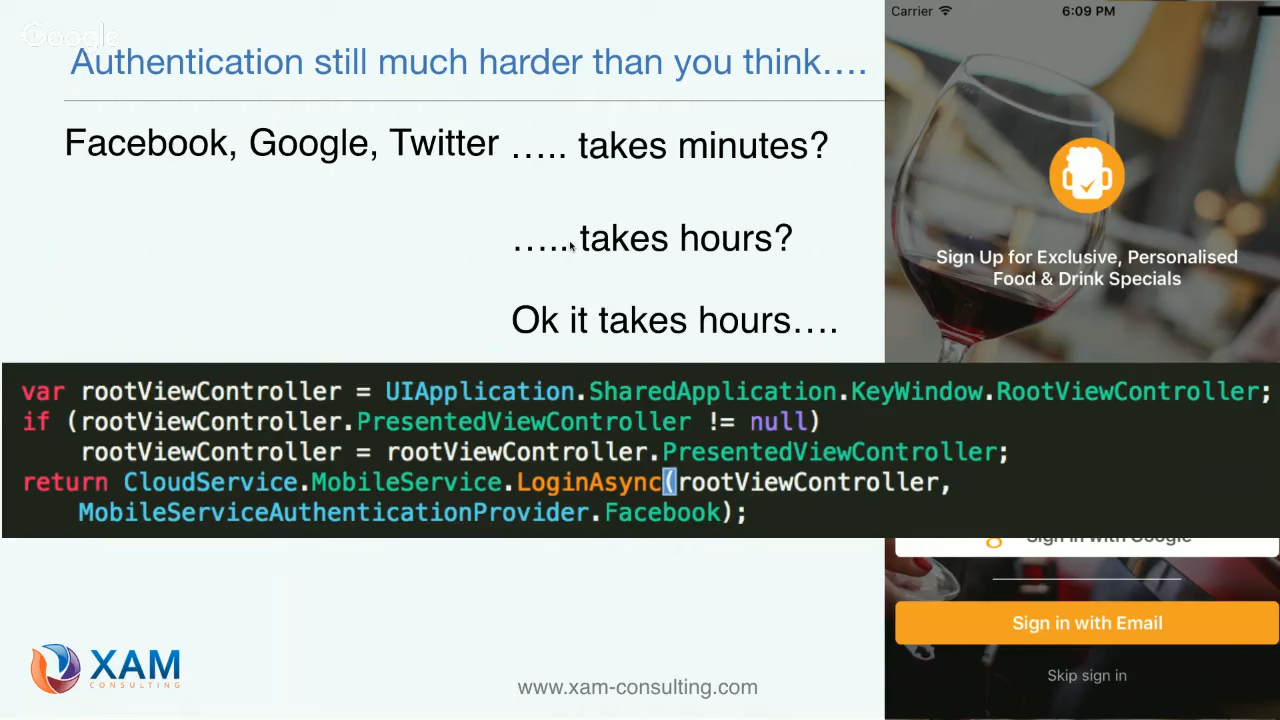 Google
Authentication still much harder than you think….
Facebook, Google, Twitter ….. takes minutes?
…..takes hours?
Ok it takes hours….
Carrier 6:09 PM
Sign Up for Exclusive, Personalised
Food & Drink Specials
var rootViewController = UIApplication.SharedApplication.KeyWindow.RootViewController;
if (rootViewController.PresentedViewController != null)
rootViewController = rootViewController.PresentedViewController;
return CloudService.MobileService.LoginAsync(rootViewController,
MobileServiceAuthenticationProvider.Facebook);
Sign in with Google
Sign in with Email
Skip sign in
XAM
CONSULTING
www.xam-consulting.com